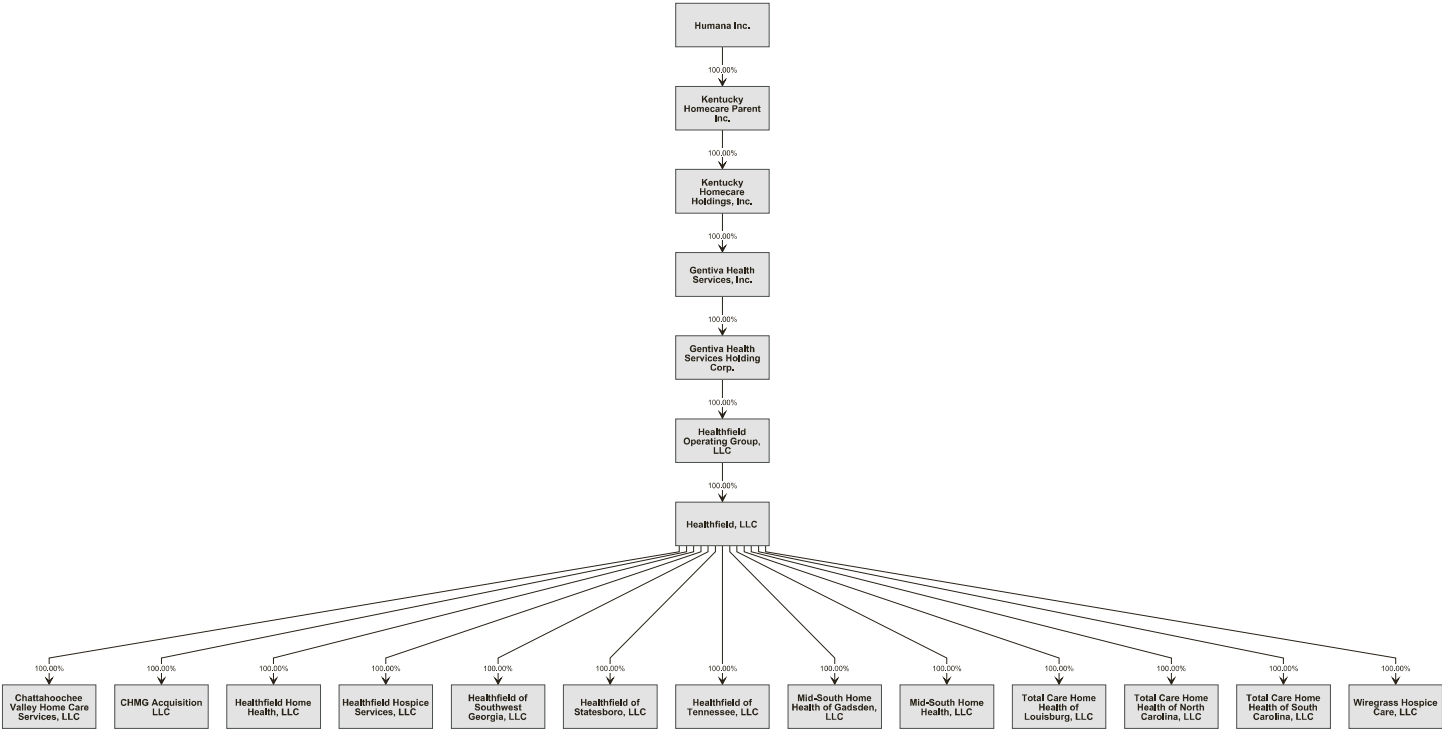 Humana Inc.
100.00%
Kentucky
Homecare Parent
Inc.
100.00%
Kentucky
Homecare
Holdings, Inc.
100.00%
Gentiva Health
Services, Inc.
100.00%
Gentiva Health
Services Holding
Corp.
100.00%
Healthfield
Operating Group,
LLC
100.00%
Healthfield, LLC
100.00%
Chattahoochee
Valley Home Care
Services, LLC
100.00%
CHMG Acquisition
LLC
100.00%
Healthfield Home
Health, LLC
100.00%
Healthfield Hospice
Services, LLC
100.00%
Healthfield of
Southwest
Georgia, LLC
100.00%
Healthfield of
Statesboro, LLC
100.00%
Healthfield of
Tennessee, LLC
100.00%
Mid-South Home
Health of Gadsden,
LLC
100.00%
Mid-South Home
Health, LLC
100.00%
Total Care Home
Health of
Louisburg, LLC
100.00%
Total Care Home
Health of North
Carolina, LLC
100.00%
Total Care Home
Health of South
Carolina, LLC
100.00%
Wiregrass Hospice
Care, LLC